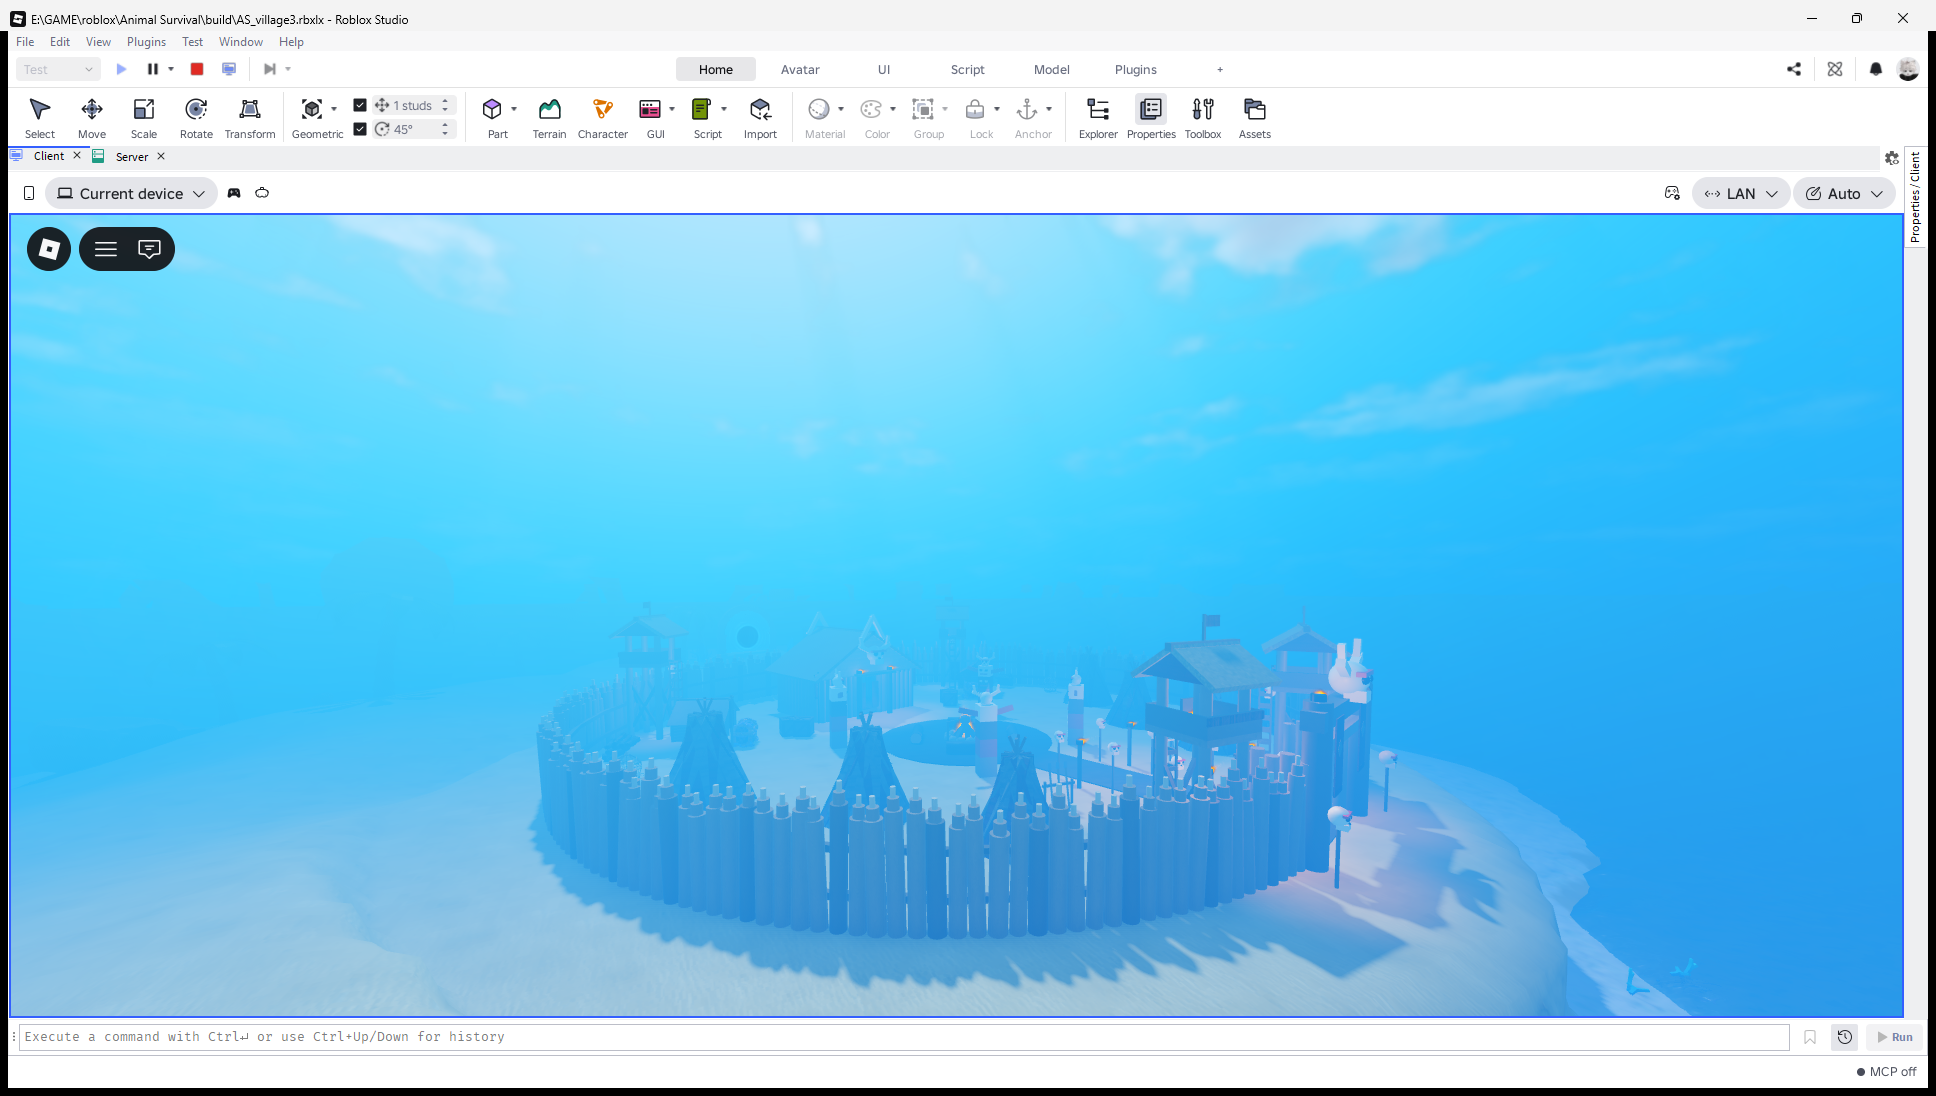 E:\GAME\roblox\Animal Survival\build\AS_village3.rbxlx - Roblox Studio
File Edit View Plugins Test Window Help
Test
Home Avatar UI Script Model Plugins +
1 studs
45°
Select Move Scale Rotate Transform Geometric Part Terrain Character GUI Script Import Material Color Group Lock Anchor Explorer Properties Toolbox Assets
Client Server
Properties / Client
Current device
LAN Auto
Execute a command with Ctrl↵ or use Ctrl+Up/Down for history
Run
MCP off